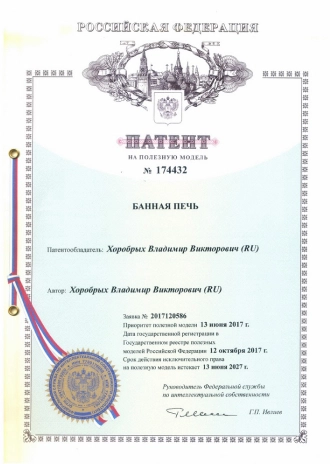 РОССИЙСКАЯ ФЕДЕРАЦИЯ
ПАТЕНТ
НА ПОЛЕЗНУЮ МОДЕЛЬ
№ 174432
БАННАЯ ПЕЧЬ
Патентообладатель: Хоробрых Владимир Викторович (RU)
Автор: Хоробрых Владимир Викторович (RU)
Заявка № 2017120586
Приоритет полезной модели 13 июня 2017 г.
Дата государственной регистрации в
Государственном реестре полезных
моделей Российской Федерации 12 октября 2017 г.
Срок действия исключительного права
на полезную модель истекает 13 июня 2027 г.
Руководитель Федеральной службы
по интеллектуальной собственности
Г.П. Ивлиев